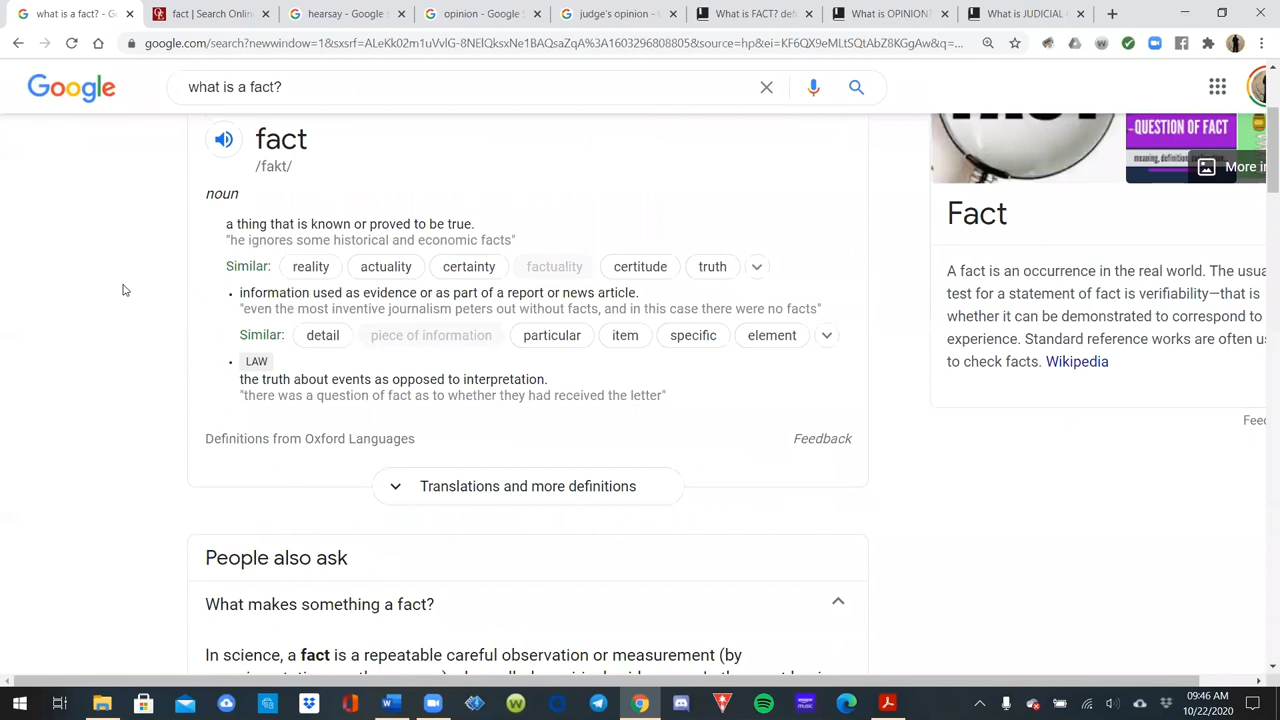 what is a fact? - G
fact | Search Onlin
hearsay - Google S
opinion - Google S
judge's opinion - G
What is FACT? defi
What is OPINION?
What is JUDICIAL
google.com/search?newwindow=1&sxsrf=ALeKk02m1uVvlG-8NElQksxNe1BAQsaZqA%3A1603296808805&source=hp&ei=KF6QX9eMLtSQtAbZ8KGgAw&q=...
Google
what is a fact?
fact
/fakt/
noun
a thing that is known or proved to be true.
"he ignores some historical and economic facts"
Similar: reality actuality certainty factuality certitude truth
information used as evidence or as part of a report or news article.
"even the most inventive journalism peters out without facts, and in this case there were no facts"
Similar: detail piece of information particular item specific element
LAW
the truth about events as opposed to interpretation.
"there was a question of fact as to whether they had received the letter"
Definitions from Oxford Languages
Feedback
Translations and more definitions
People also ask
What makes something a fact?
In science, a fact is a repeatable careful observation or measurement (by
-QUESTION OF FACT
More in
Fact
A fact is an occurrence in the real world. The usua
test for a statement of fact is verifiability—that is
whether it can be demonstrated to correspond to
experience. Standard reference works are often us
to check facts. Wikipedia
Feed
09:46 AM
10/22/2020